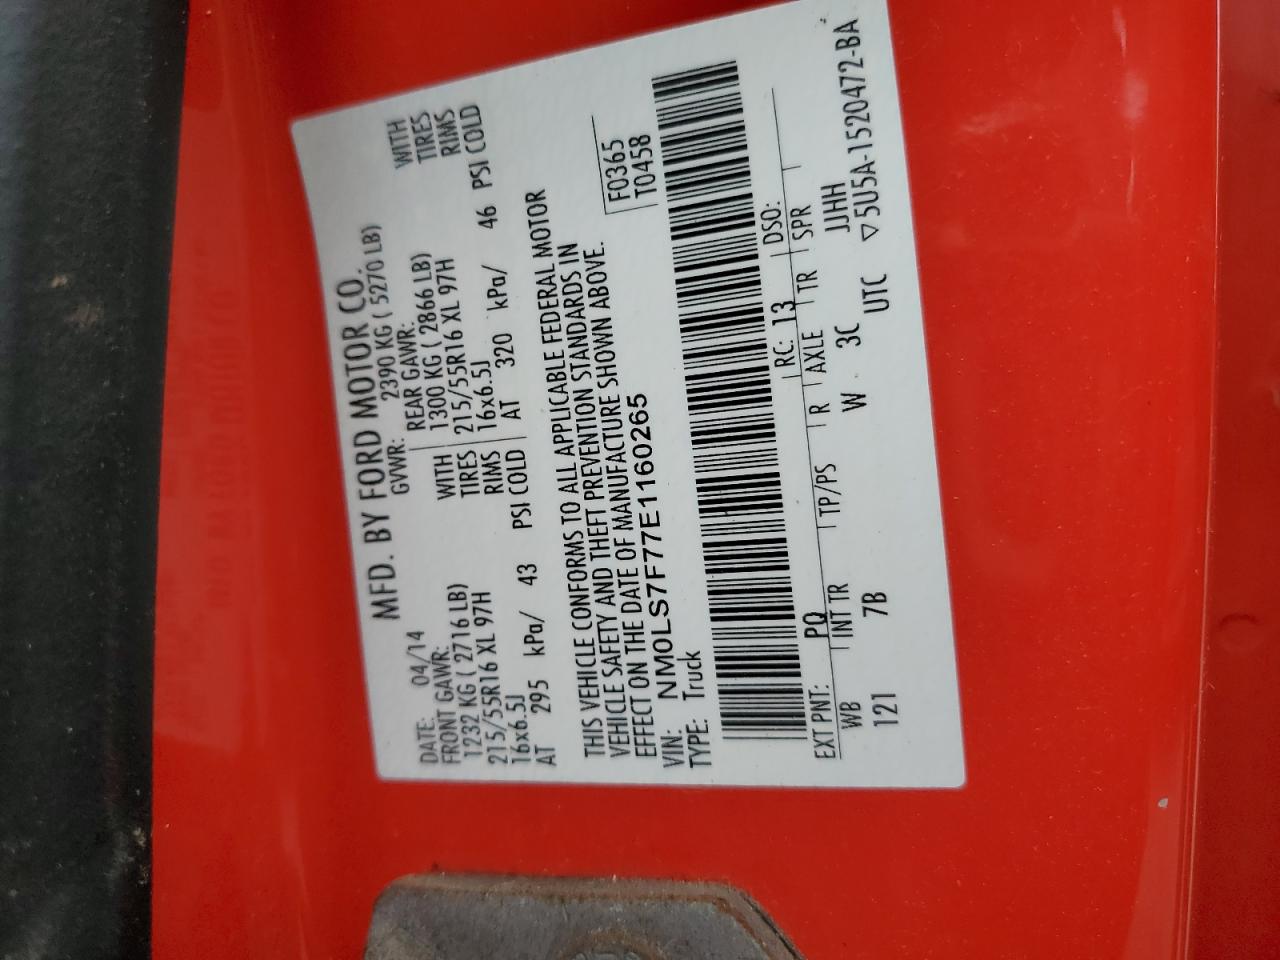 MFD. BY FORD MOTOR CO.
DATE: 04/14 GVWR: 2390 KG ( 5270 LB)
FRONT GAWR: REAR GAWR:
1232 KG ( 2716 LB) WITH 1300 KG ( 2866 LB) WITH
215/55R16 XL 97H TIRES 215/55R16 XL 97H TIRES
16x6.5J RIMS 16x6.5J RIMS
AT 295 kPa/ 43 PSI COLD AT 320 kPa/ 46 PSI COLD
THIS VEHICLE CONFORMS TO ALL APPLICABLE FEDERAL MOTOR
VEHICLE SAFETY AND THEFT PREVENTION STANDARDS IN
EFFECT ON THE DATE OF MANUFACTURE SHOWN ABOVE.
VIN: NM0LS7F77E1160265 F0365
TYPE: Truck T0458
EXT PNT: PQ RC: 13 DSO:
WB INT TR TP/PS R AXLE TR SPR
121 7B W 3C JJHH
UTC ▽5U5A-1520472-BA